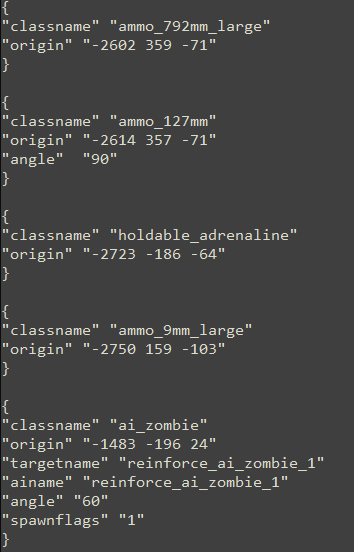 {
"classname" "ammo_792mm_large"
"origin" "-2602 359 -71"
}
{
"classname" "ammo_127mm"
"origin" "-2614 357 -71"
"angle"  "90"
}
{
"classname" "holdable_adrenaline"
"origin" "-2723 -186 -64"
}
{
"classname" "ammo_9mm_large"
"origin" "-2750 159 -103"
}
{
"classname" "ai_zombie"
"origin" "-1483 -196 24"
"targetname" "reinforce_ai_zombie_1"
"ainame" "reinforce_ai_zombie_1"
"angle" "60"
"spawnflags" "1"
}